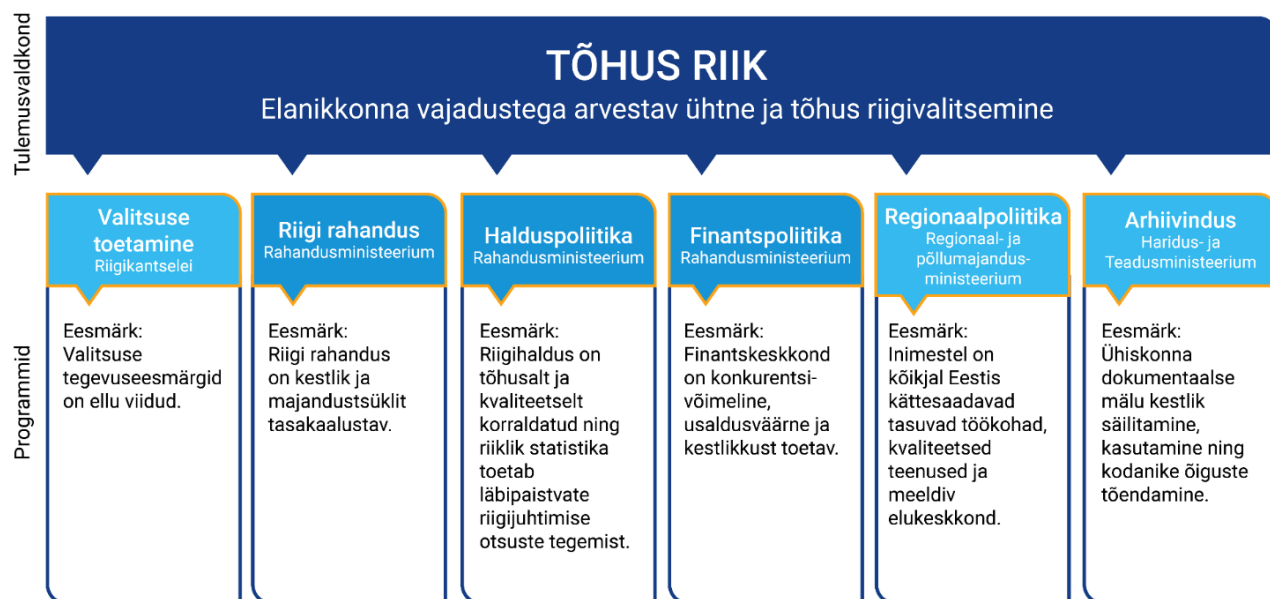 Tulemusvaldkond
TÕHUS RIIK
Elanikkonna vajadustega arvestav ühtne ja tõhus riigivalitsemine
Programmid
Valitsuse
toetamine
Riigikantselei
Eesmärk:
Valitsuse
tegevuseesmärgid
on ellu viidud.
Riigi rahandus
Rahandusministeerium
Eesmärk:
Riigi rahandus
on kestlik ja
majandustsüklit
tasakaalustav.
Halduspoliitika
Rahandusministeerium
Eesmärk:
Riigihaldus on
tõhusalt ja
kvaliteetselt
korraldatud ning
riiklik statistika
toetab
läbipaistvate
riigijuhtimise
otsuste tegemist.
Finantspoliitika
Rahandusministeerium
Eesmärk:
Finantskeskkond
on konkurentsi-
võimeline,
usaldusväärne ja
kestlikkust toetav.
Regionaalpoliitika
Regionaal- ja
põllumajandus-
ministeerium
Eesmärk:
Inimestel on
kõikjal Eestis
kättesaadavad
tasuvad töökohad,
kvaliteetsed
teenused ja
meeldiv
elukeskkond.
Arhiivindus
Haridus- ja
Teadusministeerium
Eesmärk:
Ühiskonna
dokumentaalse
mälu kestlik
säilitamine,
kasutamine ning
kodanike õiguste
tõendamine.